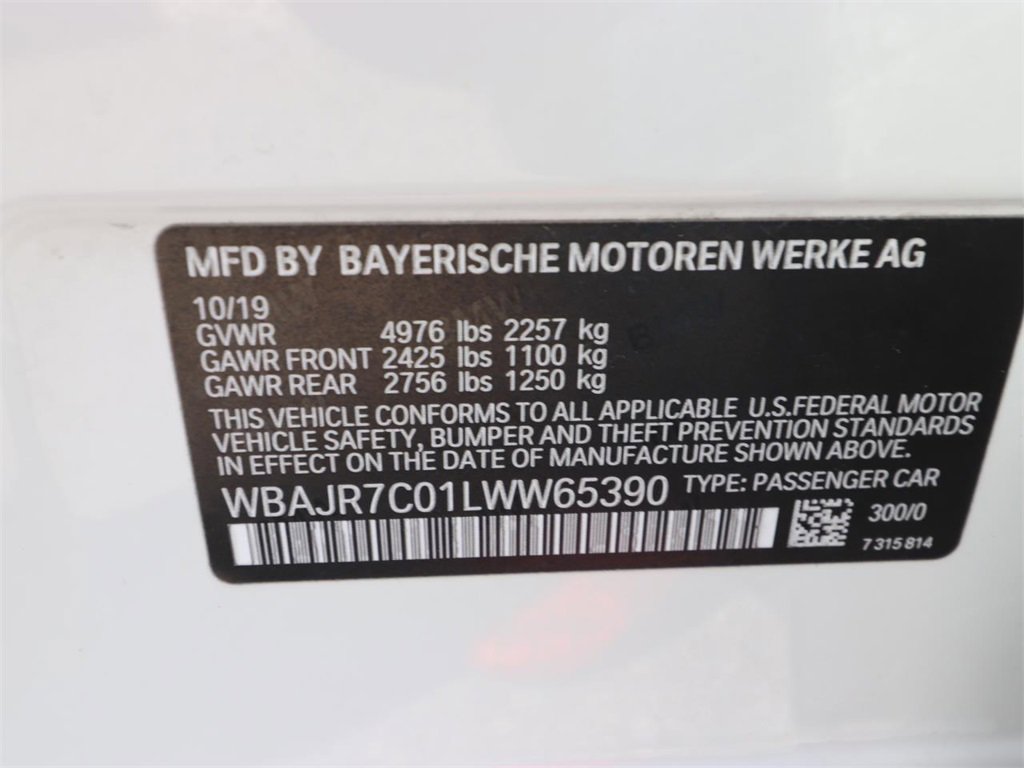 MFD BY BAYERISCHE MOTOREN WERKE AG
10/19
GVWR 4976 lbs 2257 kg
GAWR FRONT 2425 lbs 1100 kg
GAWR REAR 2756 lbs 1250 kg
THIS VEHICLE CONFORMS TO ALL APPLICABLE U.S.FEDERAL MOTOR
VEHICLE SAFETY, BUMPER AND THEFT PREVENTION STANDARDS
IN EFFECT ON THE DATE OF MANUFACTURE SHOWN ABOVE.
WBAJR7C01LWW65390 TYPE: PASSENGER CAR
300/0
7 315 814